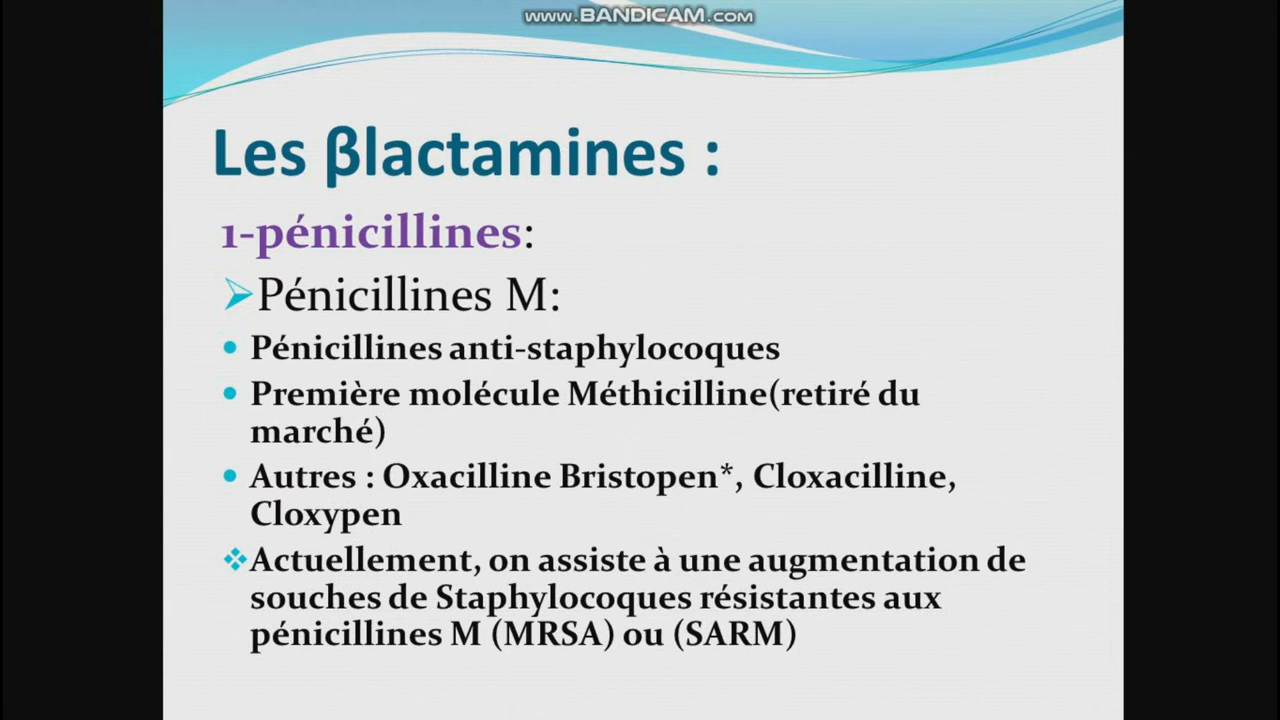 www.BANDICAM.com
Les βlactamines :
1-pénicillines:
Pénicillines M:
Pénicillines anti-staphylocoques
Première molécule Méthicilline(retiré du
marché)
Autres : Oxacilline Bristopen*, Cloxacilline,
Cloxypen
Actuellement, on assiste à une augmentation de
souches de Staphylocoques résistantes aux
pénicillines M (MRSA) ou (SARM)